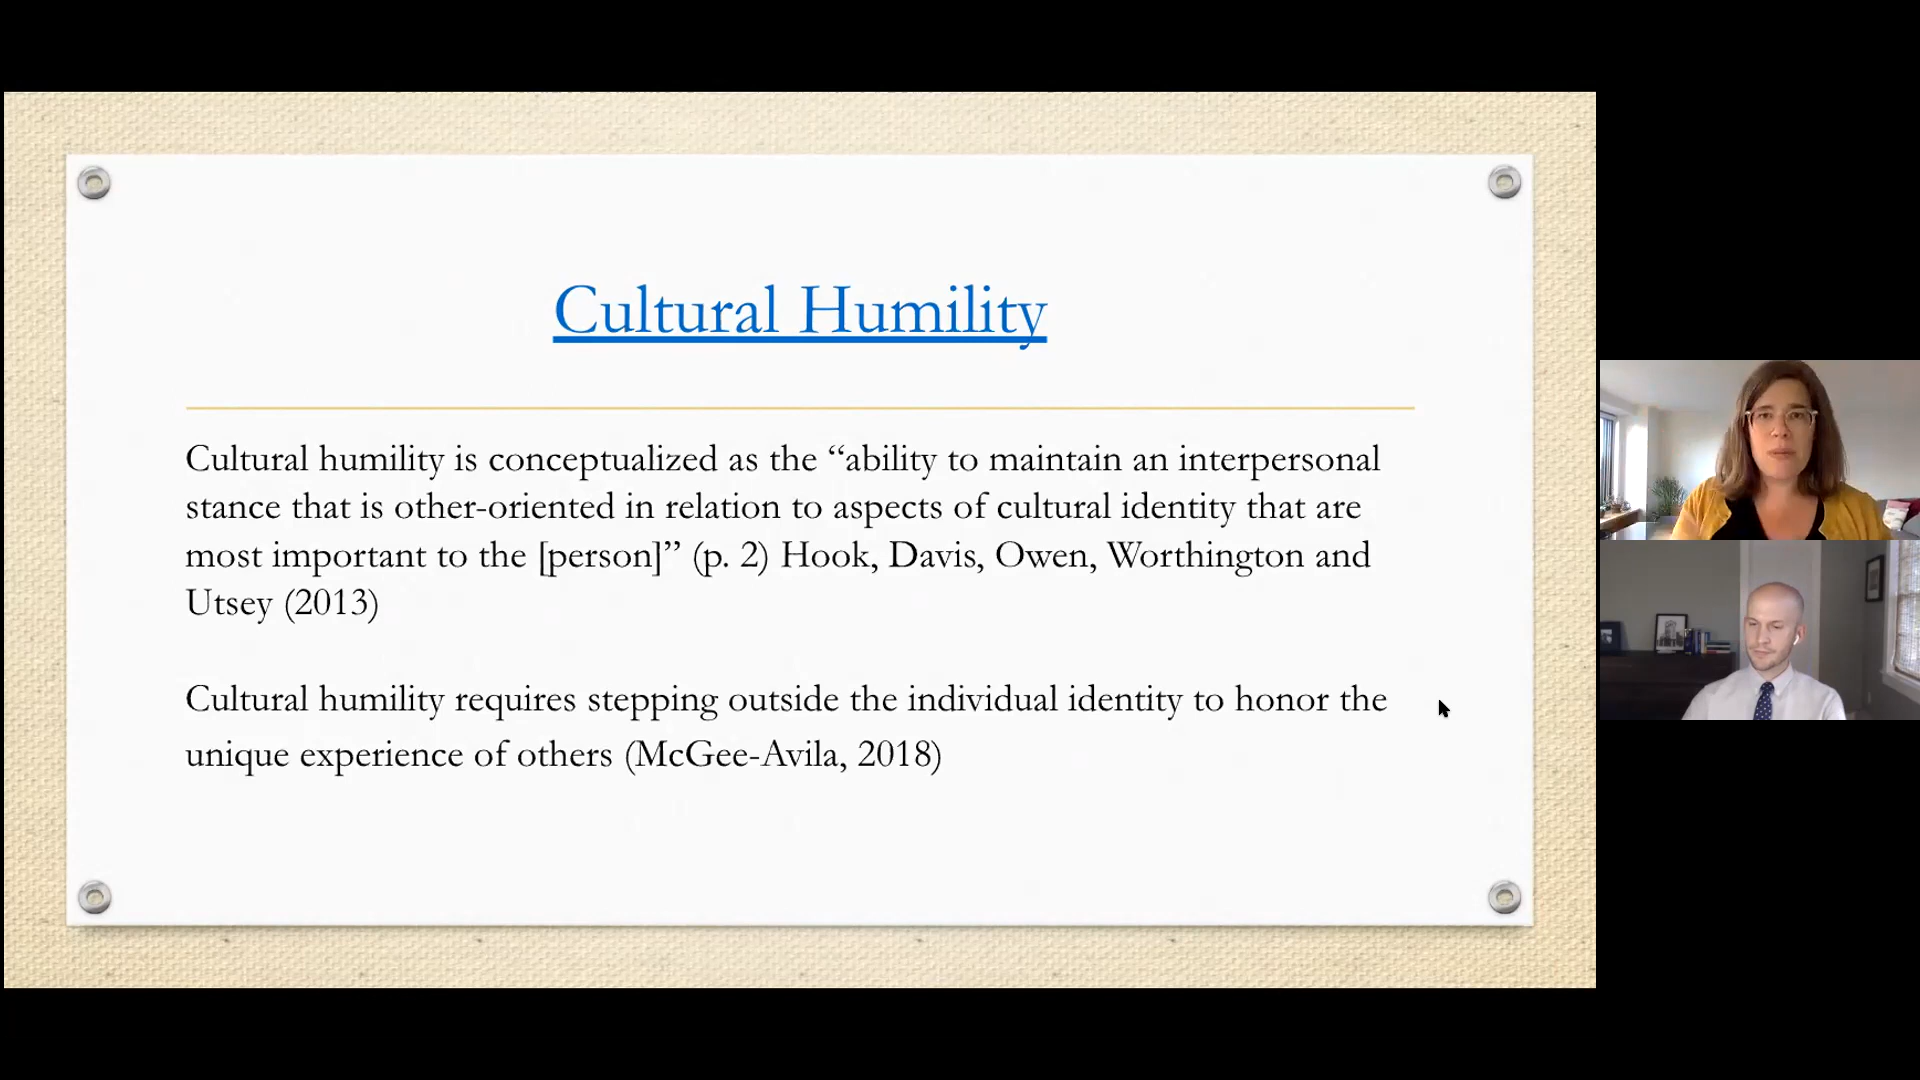 Cultural Humility
Cultural humility is conceptualized as the “ability to maintain an interpersonal
stance that is other-oriented in relation to aspects of cultural identity that are
most important to the [person]” (p. 2) Hook, Davis, Owen, Worthington and
Utsey (2013)
Cultural humility requires stepping outside the individual identity to honor the
unique experience of others (McGee-Avila, 2018)